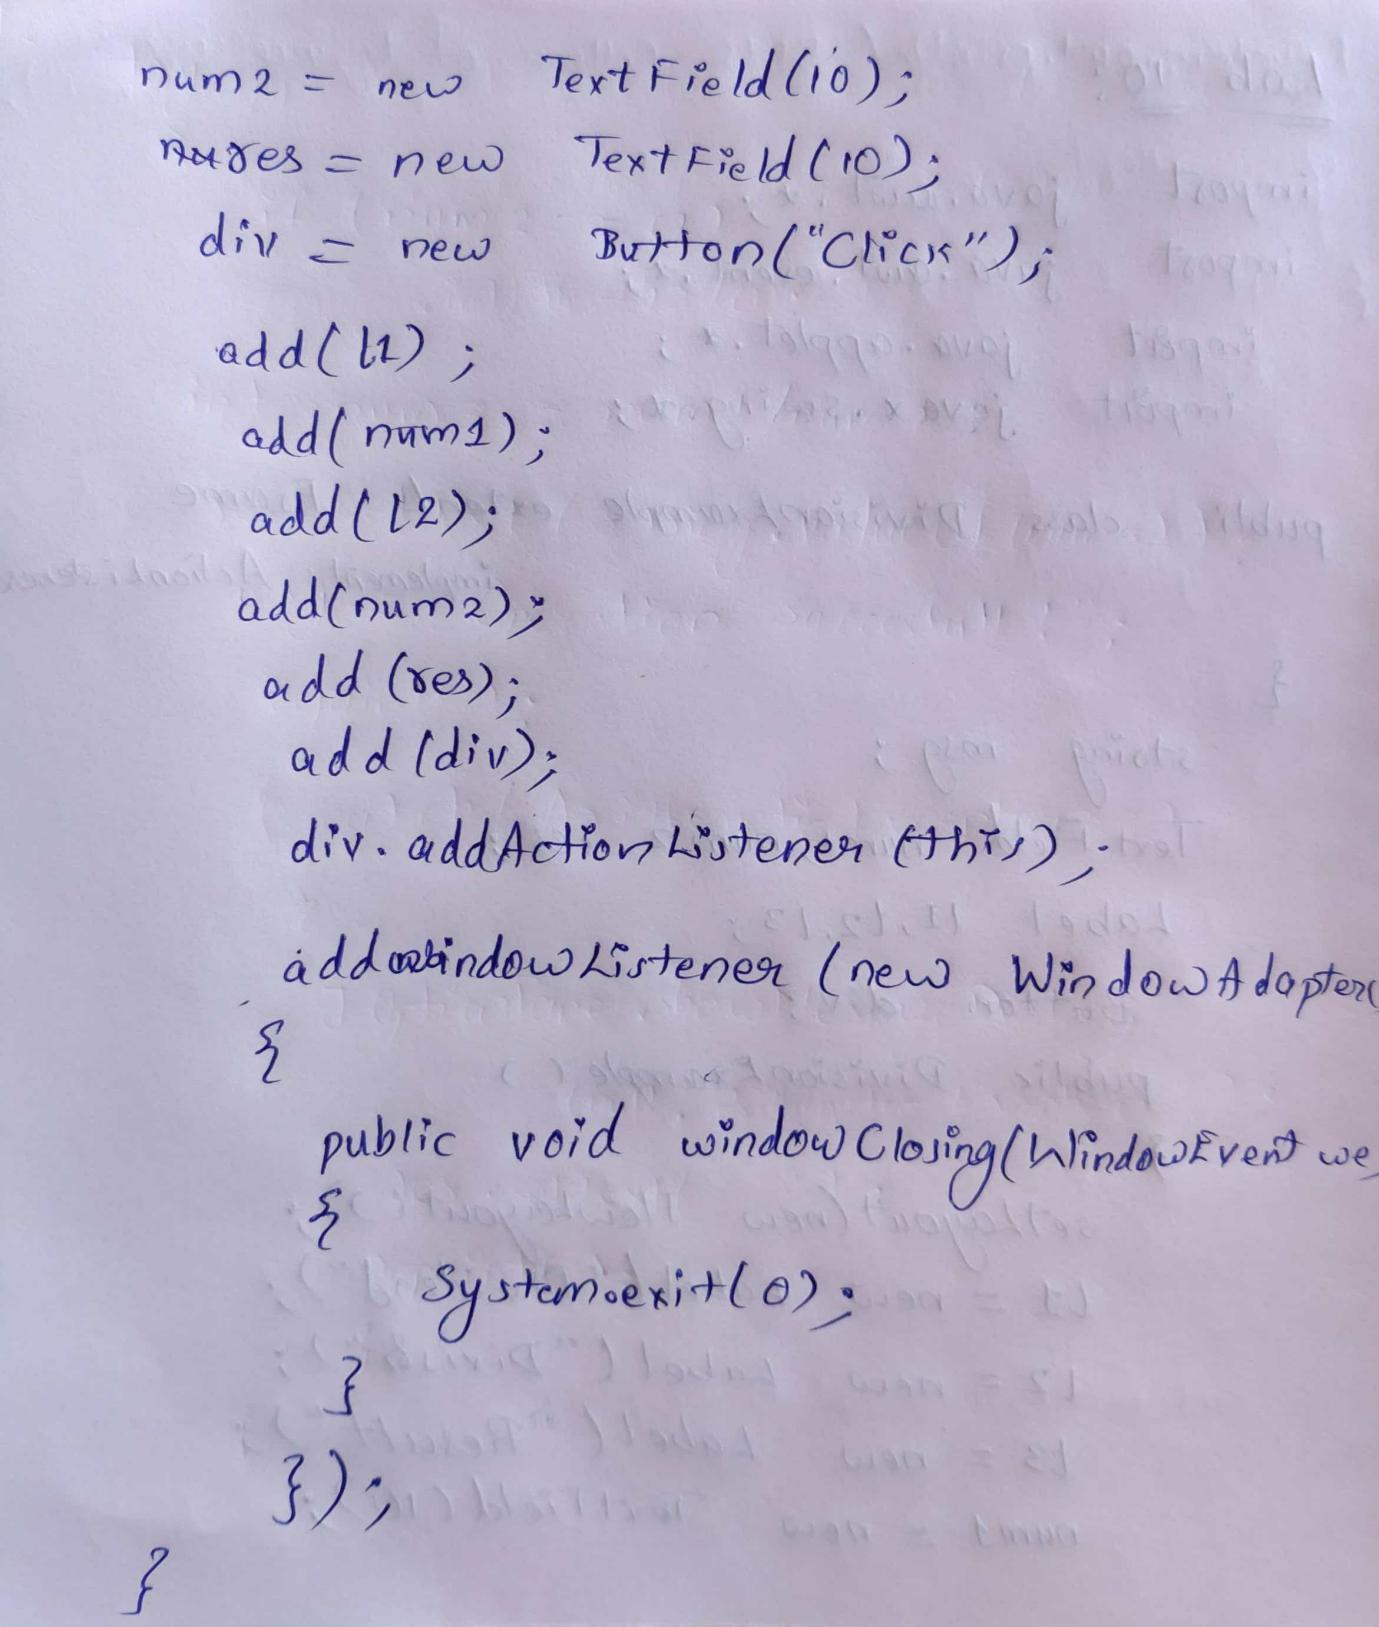 num2 = new TextField(10);
res = new TextField(10);
div = new Button("Click");
add(l1);
add(num1);
add(l2);
add(num2);
add(res);
add(div);
div.addActionListener(this);
addwindowListener(new WindowAdapter(
{
public void windowClosing(WindowEvent we)
{
System.exit(0);
}
});
}